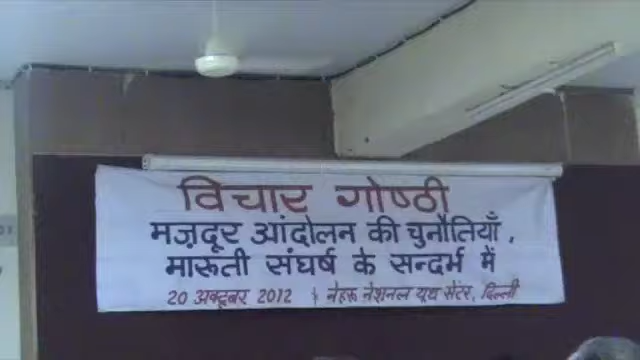 विचार गोष्ठी
मज़दूर आंदोलन की चुनौतियाँ,
मारुती संघर्ष के सन्दर्भ में
20 अक्टूबर 2012 नेहरू नेशनल यूथ सेंटर, दिल्ली